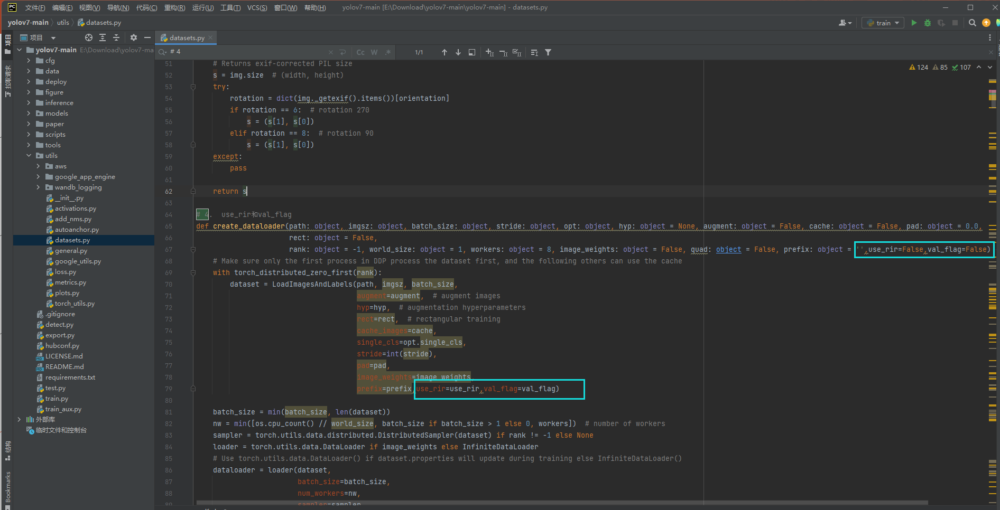 PC 文件(F) 编辑(E) 视图(V) 导航(N) 代码(C) 重构(R) 运行(U) 工具(T) VCS(S) 窗口(W) 帮助(H) yolov7-main [E:\Download\yolov7-main\yolov7-main] - datasets.py
yolov7-main utils datasets.py train
项目
拉取请求
结构
Bookmarks
项目
yolov7-main E:\Download\yolov7-ma
cfg
data
deploy
figure
inference
models
paper
scripts
tools
utils
aws
google_app_engine
wandb_logging
__init__.py
activations.py
add_nms.py
autoanchor.py
datasets.py
general.py
google_utils.py
loss.py
metrics.py
plots.py
torch_utils.py
.gitignore
detect.py
export.py
hubconf.py
LICENSE.md
README.md
requirements.txt
test.py
train.py
train_aux.py
外部库
临时文件和控制台
datasets.py
# 4 Cc W .* 1/1
124 85 107
51 # Returns exif-corrected PIL size
52 s = img.size  # (width, height)
53 try:
54 rotation = dict(img._getexif().items())[orientation]
55 if rotation == 6:  # rotation 270
56 s = (s[1], s[0])
57 elif rotation == 8:  # rotation 90
58 s = (s[1], s[0])
59 except:
60 pass
61
62 return s
63
64 # 4.  use_rir和val_flag
65 def create_dataloader(path: object, imgsz: object, batch_size: object, stride: object, opt: object, hyp: object = None, augment: object = False, cache: object = False, pad: object = 0.0,
66 rect: object = False,
67 rank: object = -1, world_size: object = 1, workers: object = 8, image_weights: object = False, quad: object = False, prefix: object = '',use_rir=False,val_flag=False)
68 # Make sure only the first process in DDP process the dataset first, and the following others can use the cache
69 with torch_distributed_zero_first(rank):
70 dataset = LoadImagesAndLabels(path, imgsz, batch_size,
71 augment=augment,  # augment images
72 hyp=hyp,  # augmentation hyperparameters
73 rect=rect,  # rectangular training
74 cache_images=cache,
75 single_cls=opt.single_cls,
76 stride=int(stride),
77 pad=pad,
78 image_weights=image_weights,
79 prefix=prefix,use_rir=use_rir,val_flag=val_flag)
80
81 batch_size = min(batch_size, len(dataset))
82 nw = min([os.cpu_count() // world_size, batch_size if batch_size > 1 else 0, workers])  # number of workers
83 sampler = torch.utils.data.distributed.DistributedSampler(dataset) if rank != -1 else None
84 loader = torch.utils.data.DataLoader if image_weights else InfiniteDataLoader
85 # Use torch.utils.data.DataLoader() if dataset.properties will update during training else InfiniteDataLoader()
86 dataloader = loader(dataset,
87 batch_size=batch_size,
88 num_workers=nw,
89 sampler=sampler,